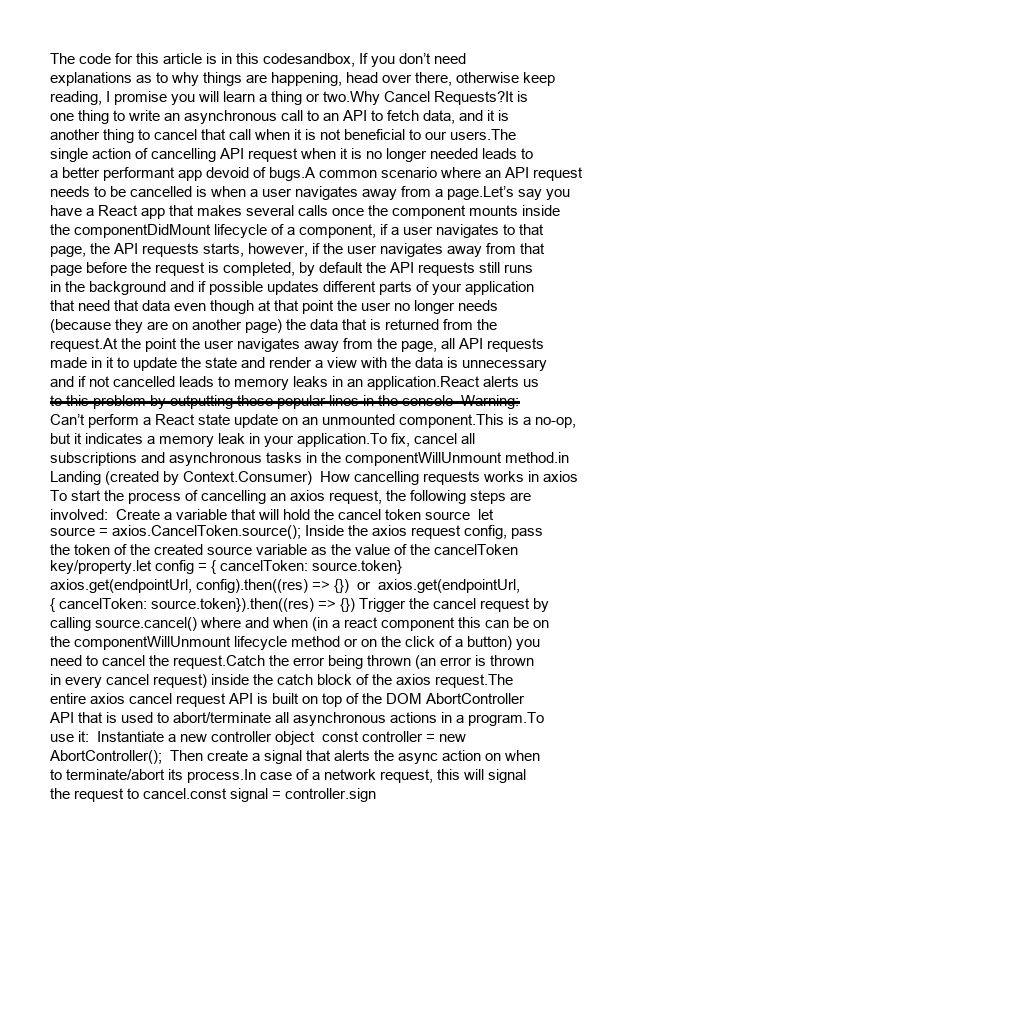 The code for this article is in this codesandbox, If you don’t need
explanations as to why things are happening, head over there, otherwise keep
reading, I promise you will learn a thing or two.Why Cancel Requests?It is
one thing to write an asynchronous call to an API to fetch data, and it is
another thing to cancel that call when it is not beneficial to our users.The
single action of cancelling API request when it is no longer needed leads to
a better performant app devoid of bugs.A common scenario where an API request
needs to be cancelled is when a user navigates away from a page.Let’s say you
have a React app that makes several calls once the component mounts inside
the componentDidMount lifecycle of a component, if a user navigates to that
page, the API requests starts, however, if the user navigates away from that
page before the request is completed, by default the API requests still runs
in the background and if possible updates different parts of your application
that need that data even though at that point the user no longer needs
(because they are on another page) the data that is returned from the
request.At the point the user navigates away from the page, all API requests
made in it to update the state and render a view with the data is unnecessary
and if not cancelled leads to memory leaks in an application.React alerts us
to this problem by outputting these popular lines in the console  Warning:
Can’t perform a React state update on an unmounted component.This is a no-op,
but it indicates a memory leak in your application.To fix, cancel all
subscriptions and asynchronous tasks in the componentWillUnmount method.in
Landing (created by Context.Consumer)  How cancelling requests works in axios
To start the process of cancelling an axios request, the following steps are
involved:  Create a variable that will hold the cancel token source  let
source = axios.CancelToken.source(); Inside the axios request config, pass
the token of the created source variable as the value of the cancelToken
key/property.let config = { cancelToken: source.token}
axios.get(endpointUrl, config).then((res) => {})  or  axios.get(endpointUrl,
{ cancelToken: source.token}).then((res) => {}) Trigger the cancel request by
calling source.cancel() where and when (in a react component this can be on
the componentWillUnmount lifecycle method or on the click of a button) you
need to cancel the request.Catch the error being thrown (an error is thrown
in every cancel request) inside the catch block of the axios request.The
entire axios cancel request API is built on top of the DOM AbortController
API that is used to abort/terminate all asynchronous actions in a program.To
use it:  Instantiate a new controller object  const controller = new
AbortController();  Then create a signal that alerts the async action on when
to terminate/abort its process.In case of a network request, this will signal
the request to cancel.const signal = controller.sign